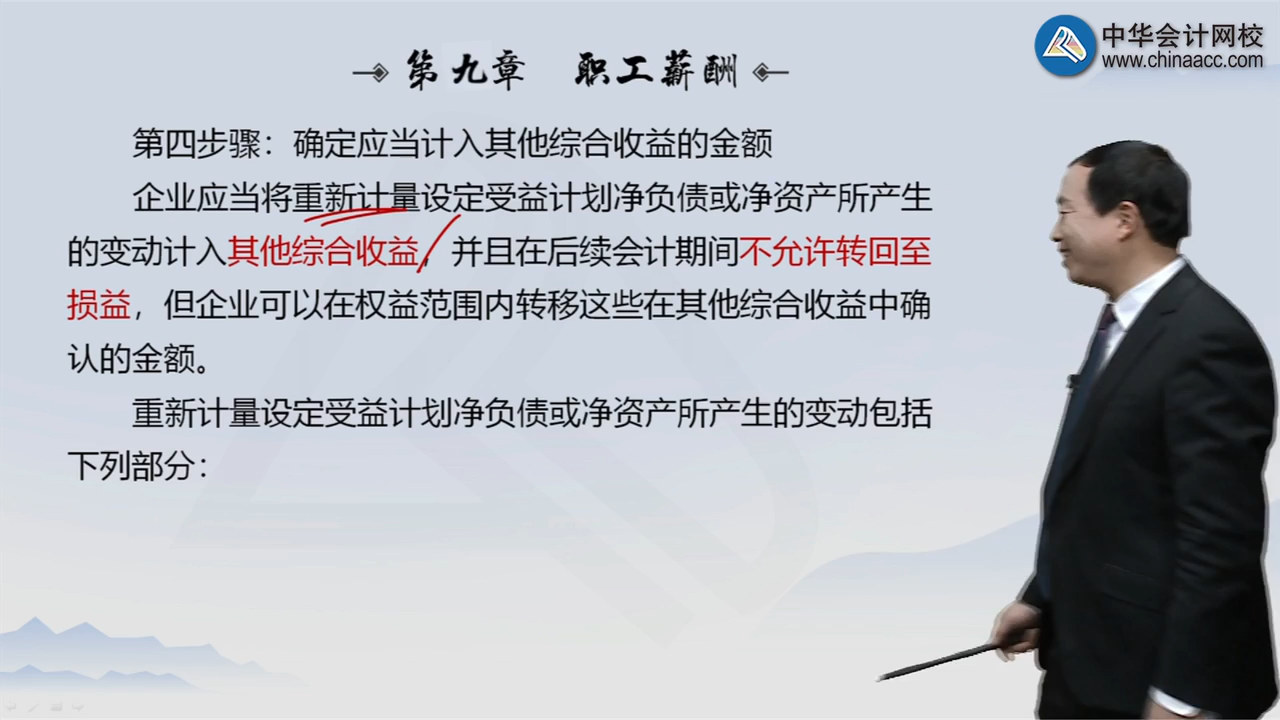 中华会计网校
www.chinaacc.com
第九章 职工薪酬
第四步骤：确定应当计入其他综合收益的金额
企业应当将重新计量设定受益计划净负债或净资产所产生
的变动计入其他综合收益，并且在后续会计期间不允许转回至
损益，但企业可以在权益范围内转移这些在其他综合收益中确
认的金额。
重新计量设定受益计划净负债或净资产所产生的变动包括
下列部分：